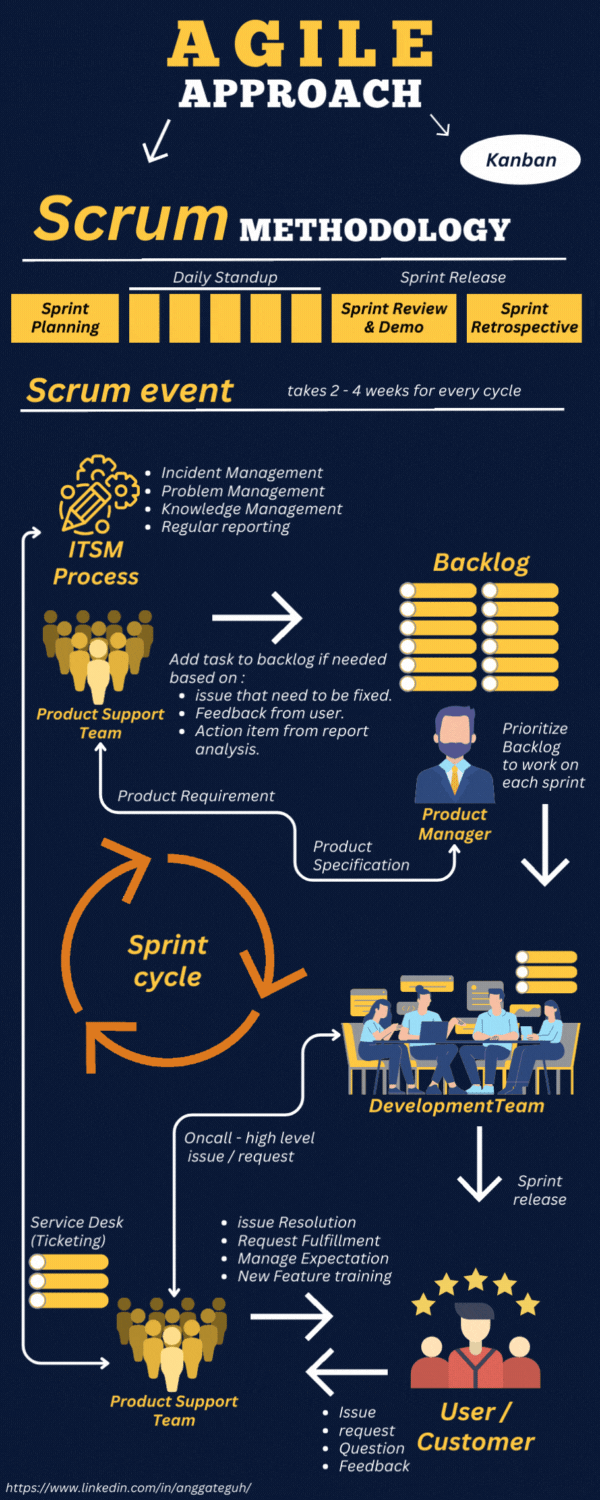 AGILE
APPROACH
Kanban
Scrum METHODOLOGY
Daily Standup
Sprint Release
Sprint
Planning
Sprint Review
& Demo
Sprint
Retrospective
Scrum event
takes 2 - 4 weeks for every cycle
• Incident Management
• Problem Management
• Knowledge Management
• Regular reporting
ITSM
Process
Backlog
Product Support
Team
Add task to backlog if needed
based on :
• issue that need to be fixed.
• Feedback from user.
• Action item from report
analysis.
Prioritize
Backlog
to work on
each sprint
Product
Manager
Product Requirement
Product
Specification
Sprint
cycle
DevelopmentTeam
Oncall - high level
issue / request
Sprint
release
Service Desk
(Ticketing)
• issue Resolution
• Request Fulfillment
• Manage Expectation
• New Feature training
Product Support
Team
User /
Customer
• Issue
• request
• Question
• Feedback
https://www.linkedin.com/in/anggateguh/